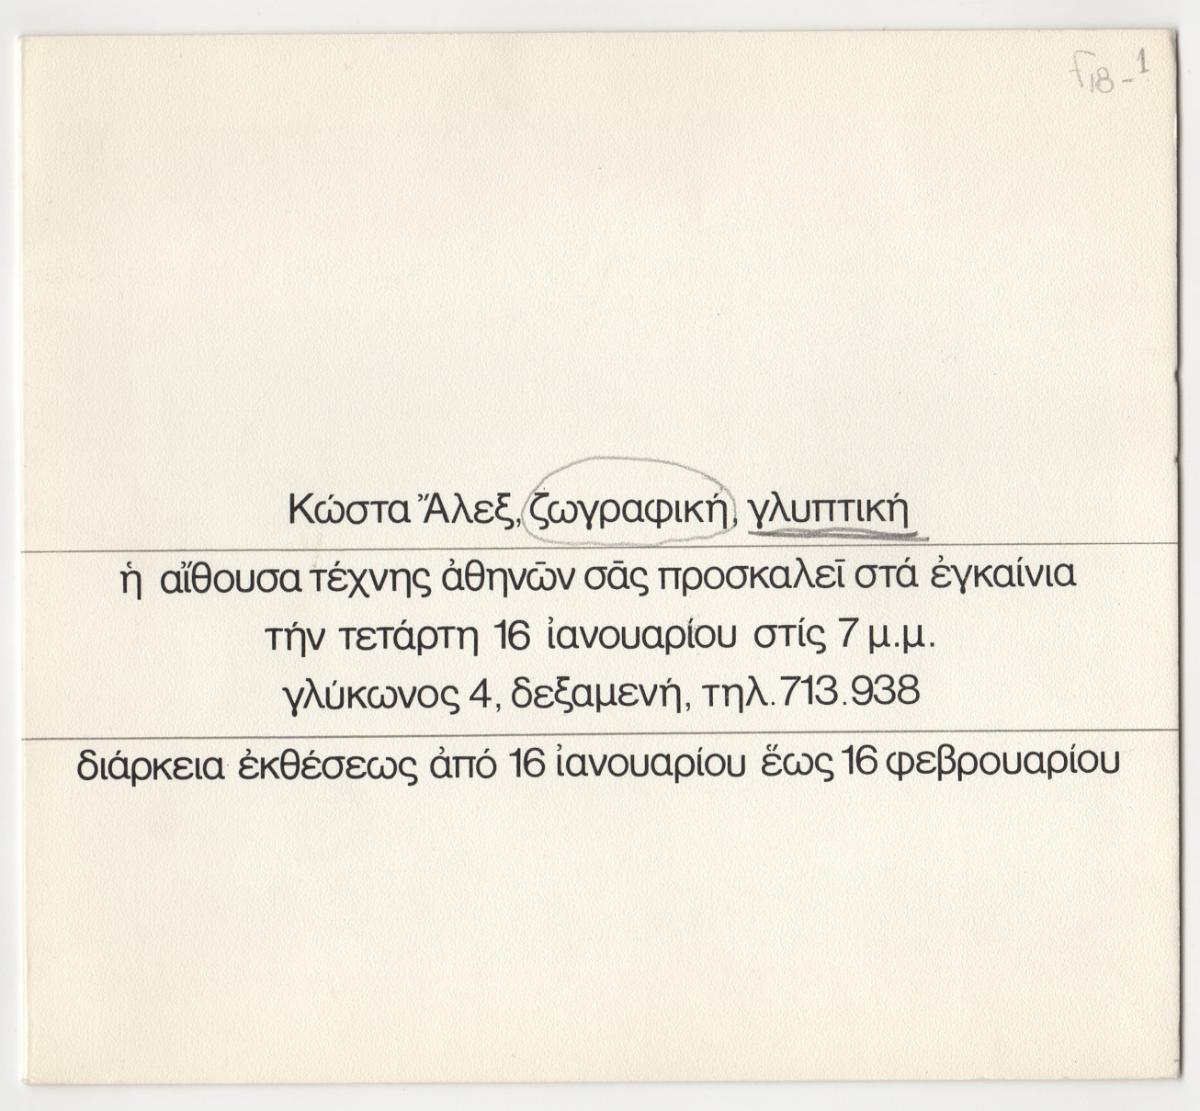 f18-1
Κώστα Ἄλεξ, ζωγραφική, γλυπτική
ἡ αἴθουσα τέχνης ἀθηνῶν σᾶς προσκαλεῖ στά ἐγκαίνια
τήν τετάρτη 16 ἰανουαρίου στίς 7 μ.μ.
γλύκωνος 4, δεξαμενή, τηλ. 713.938
διάρκεια ἐκθέσεως ἀπό 16 ἰανουαρίου ἕως 16 φεβρουαρίου